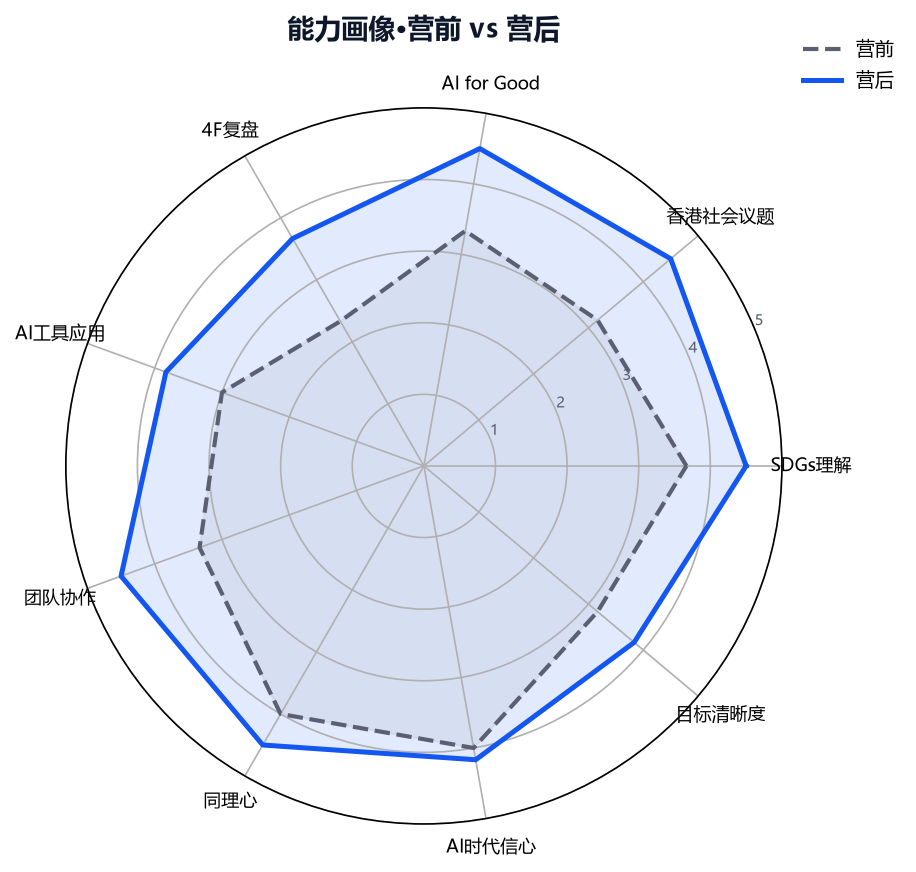 能力画像•营前 vs 营后
营前
营后
AI for Good
4F复盘
香港社会议题
AI工具应用
5
4
3
2
1
SDGs理解
团队协作
目标清晰度
同理心
AI时代信心